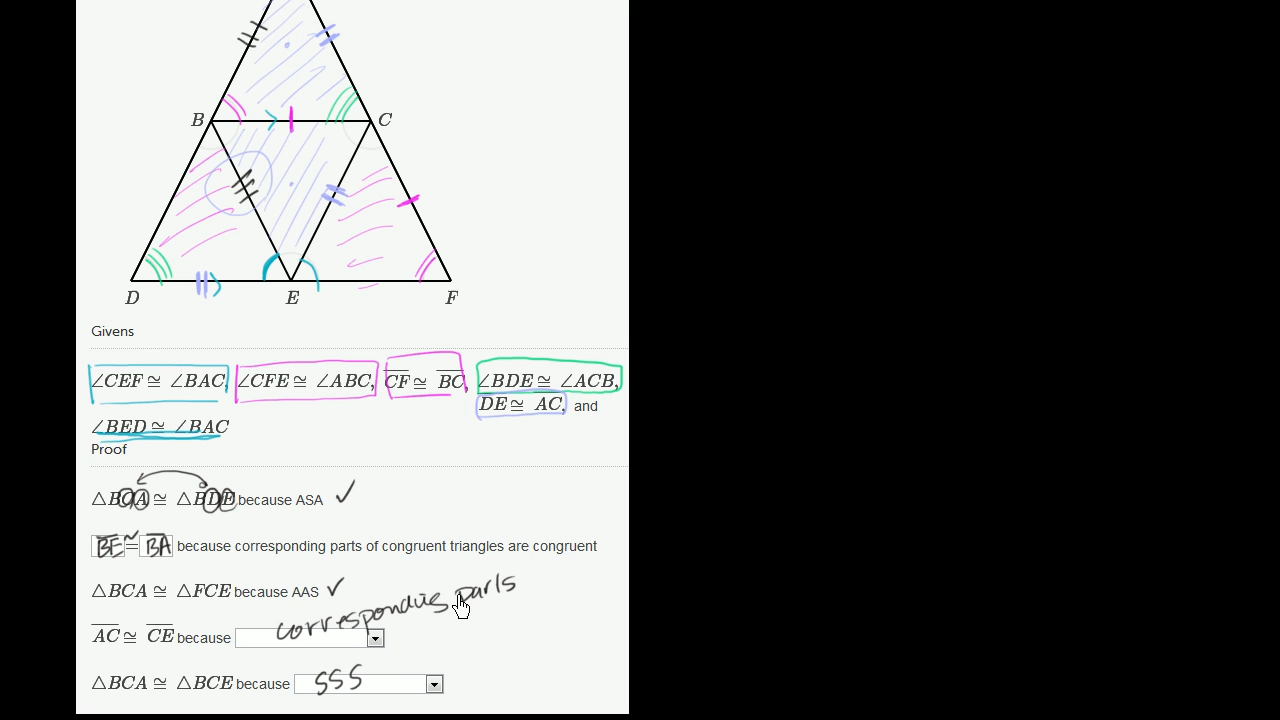 B C
D E F
Givens
∠CEF ≅ ∠BAC, ∠CFE ≅ ∠ABC, CF ≅ BC, ∠BDE ≅ ∠ACB,
DE ≅ AC, and
∠BED ≅ ∠BAC
Proof
△BCA ≅ △BDE because ASA ✓
BE ≅ BA because corresponding parts of congruent triangles are congruent
△BCA ≅ △FCE because AAS ✓
corresponding parts
AC ≅ CE because
△BCA ≅ △BCE because SSS